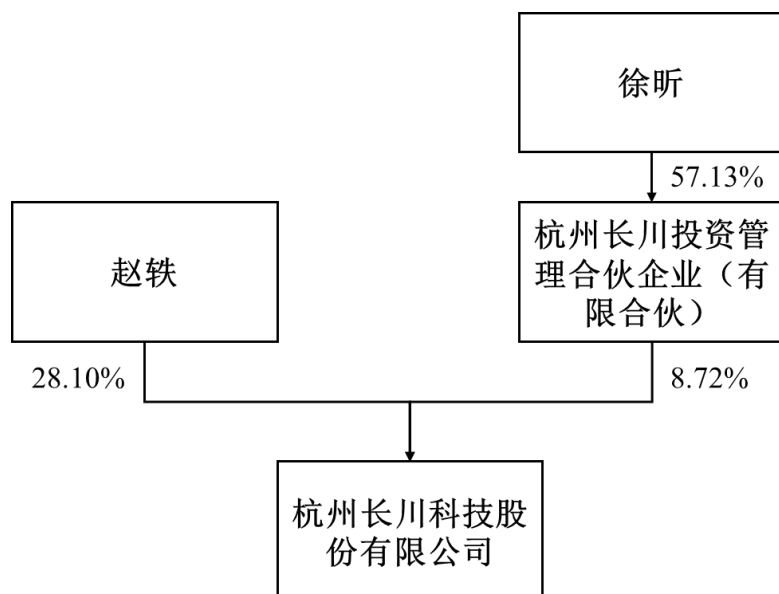 徐昕
57.13%
赵轶
杭州长川投资管
理合伙企业（有
限合伙）
28.10%
8.72%
杭州长川科技股
份有限公司